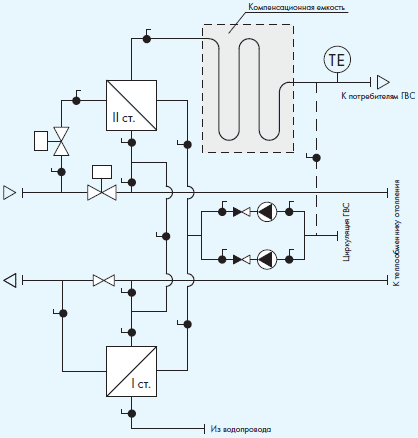 Компенсационная емкость
TE
К потребителям ГВС
II ст.
Циркуляция ГВС
К теплообменнику отопления
I ст.
Из водопровода